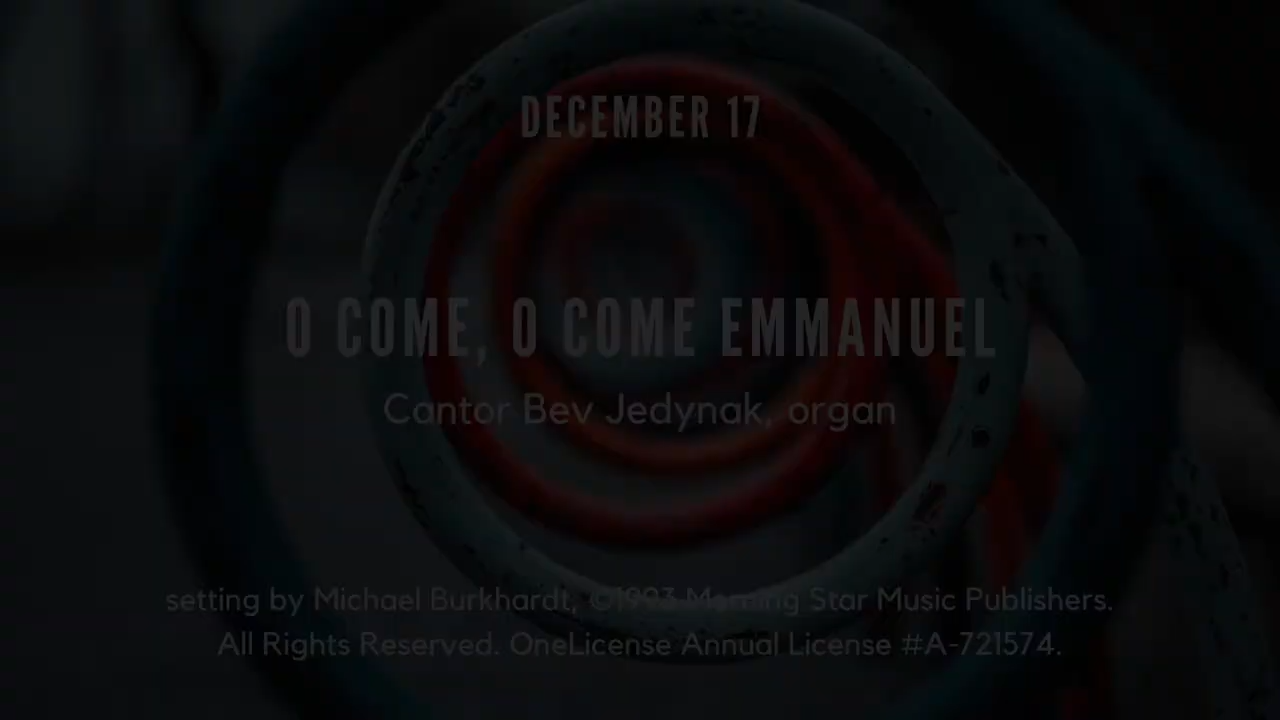 DECEMBER 17
O COME, O COME EMMANUEL
Cantor Bev Jedynak, organ
setting by Michael Burkhardt, ©1993 Morning Star Music Publishers.
All Rights Reserved. OneLicense Annual License #A-721574.